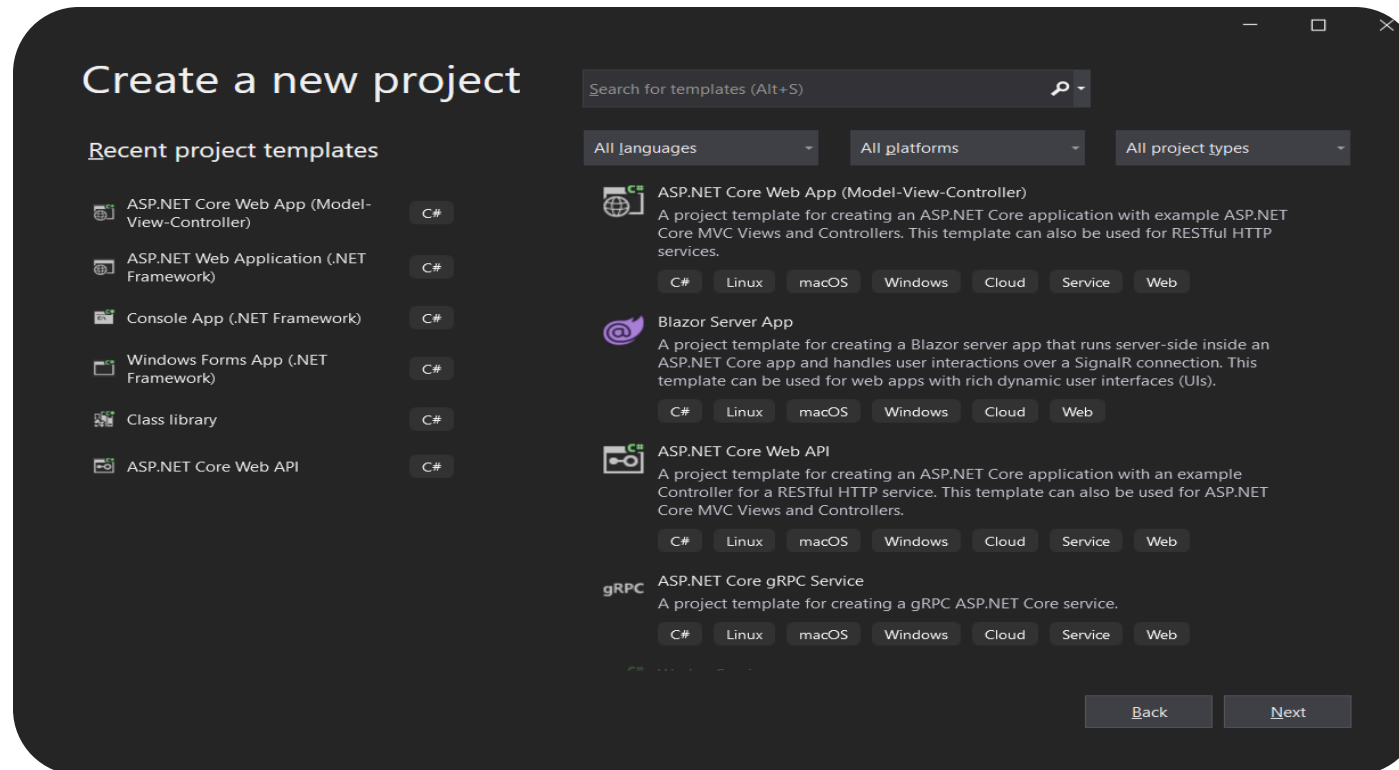 Create a new project
Search for templates (Alt+S)
Recent project templates
All languages
All platforms
All project types
ASP.NET Core Web App (Model-
View-Controller)
C#
ASP.NET Web Application (.NET
Framework)
C#
Console App (.NET Framework)
C#
Windows Forms App (.NET
Framework)
C#
Class library
C#
ASP.NET Core Web API
C#
ASP.NET Core Web App (Model-View-Controller)
A project template for creating an ASP.NET Core application with example ASP.NET
Core MVC Views and Controllers. This template can also be used for RESTful HTTP
services.
C# Linux macOS Windows Cloud Service Web
Blazor Server App
A project template for creating a Blazor server app that runs server-side inside an
ASP.NET Core app and handles user interactions over a SignalR connection. This
template can be used for web apps with rich dynamic user interfaces (UIs).
C# Linux macOS Windows Cloud Web
ASP.NET Core Web API
A project template for creating an ASP.NET Core application with an example
Controller for a RESTful HTTP service. This template can also be used for ASP.NET
Core MVC Views and Controllers.
C# Linux macOS Windows Cloud Service Web
gRPC
ASP.NET Core gRPC Service
A project template for creating a gRPC ASP.NET Core service.
C# Linux macOS Windows Cloud Service Web
Back
Next